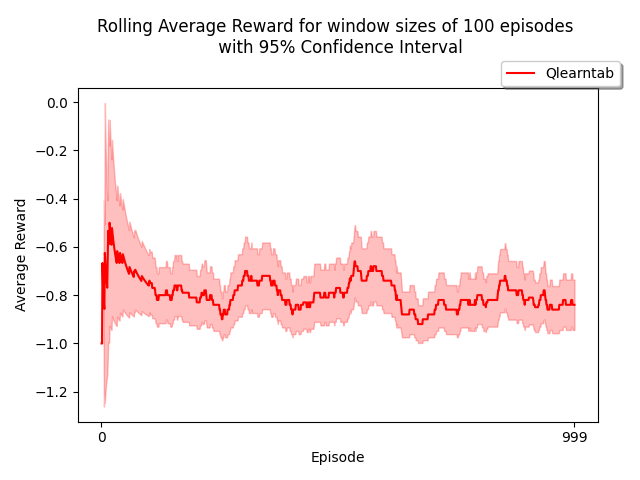 Rolling Average Reward for window sizes of 100 episodes
with 95% Confidence Interval
Qlearntab
0.0
−0.2
−0.4
−0.6
−0.8
−1.0
−1.2
Average Reward
0
999
Episode